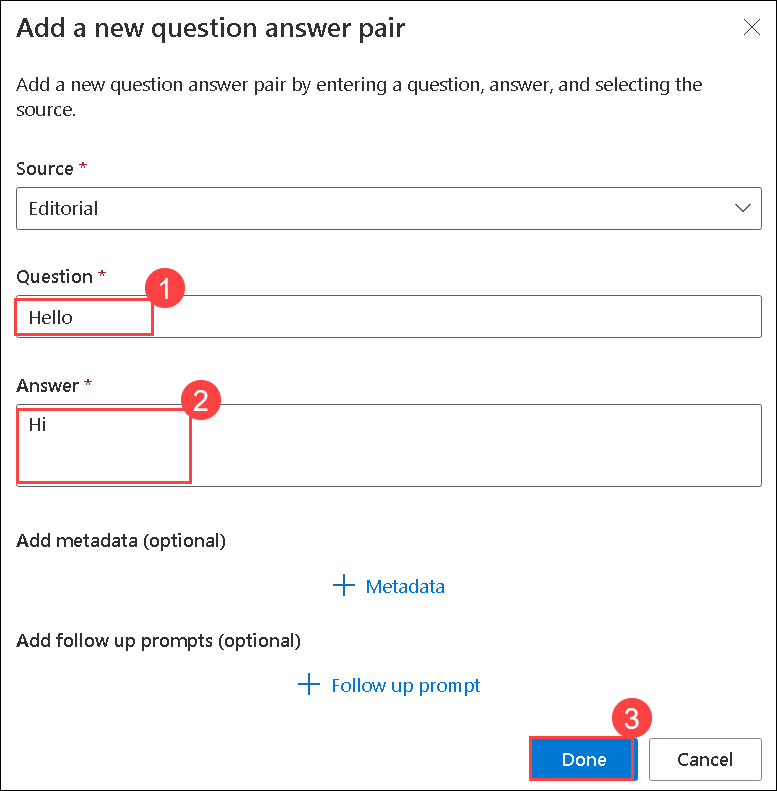 Add a new question answer pair
Add a new question answer pair by entering a question, answer, and selecting the
source.
Source *
Editorial
Question *
1
Hello
Answer *
2
Hi
Add metadata (optional)
Metadata
Add follow up prompts (optional)
Follow up prompt
3
Done Cancel